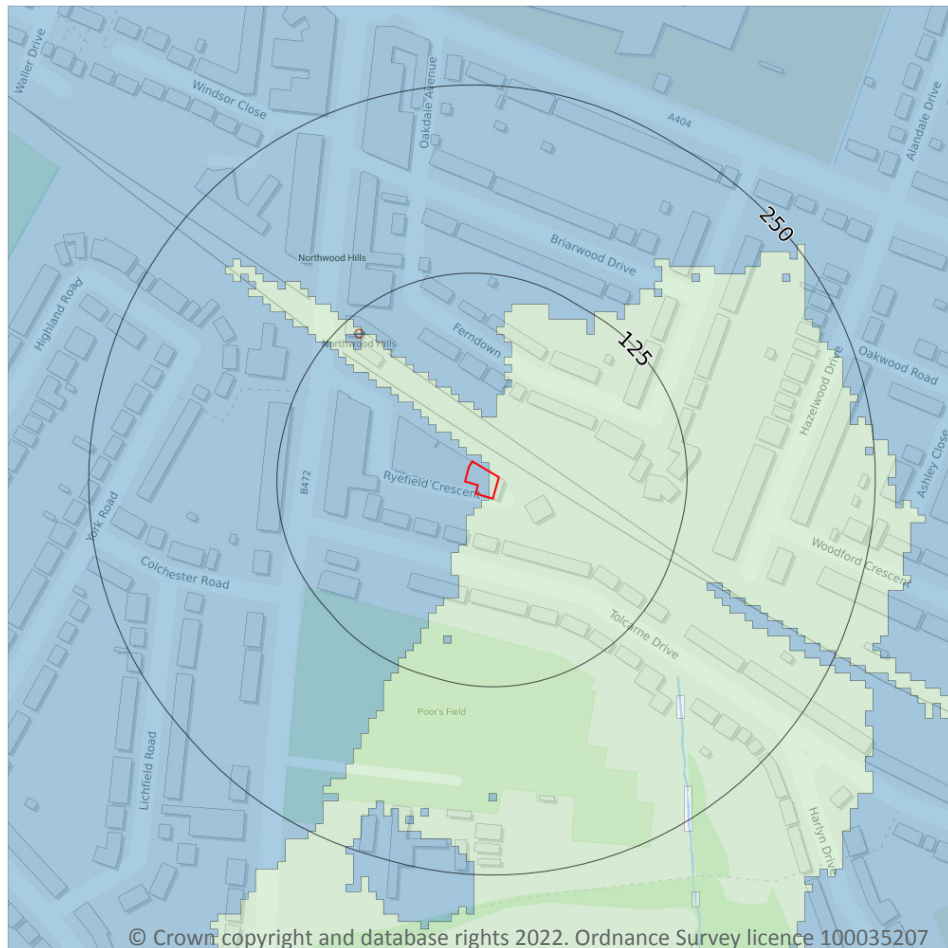 Waller Drive
Windsor Close
Oakdale Avenue
A404
Alandale Drive
250
Briarwood Drive
Northwood Hills
Highland Road
Northwood Hills
Ferndown
125
Oakwood Road
Hazelwood Drive
Ashley Close
B472
Ryefield Crescent
York Road
Woodford Crescent
Colchester Road
Tolcarne Drive
Poor's Field
Lichfield Road
Harlyn Drive
© Crown copyright and database rights 2022. Ordnance Survey licence 100035207